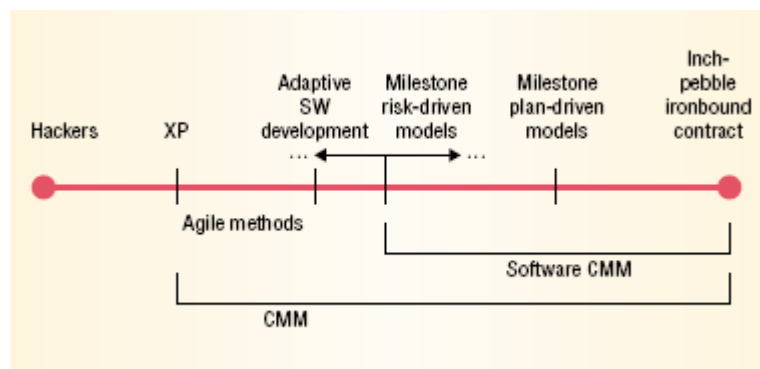 Hackers
XP
Adaptive
SW
development
Milestone
risk-driven
models
Milestone
plan-driven
models
Inch-
pebble
ironbound
contract
... ...
Agile methods
Software CMM
CMM